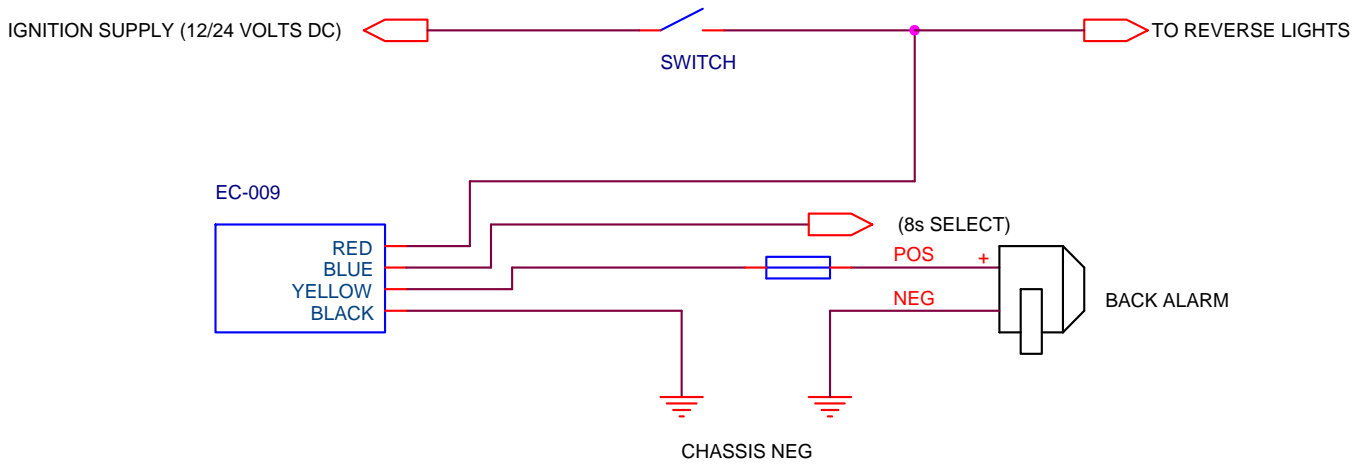 IGNITION SUPPLY (12/24 VOLTS DC)
TO REVERSE LIGHTS
SWITCH
EC-009
RED
BLUE
YELLOW
BLACK
(8s SELECT)
POS
+
NEG
BACK ALARM
CHASSIS NEG